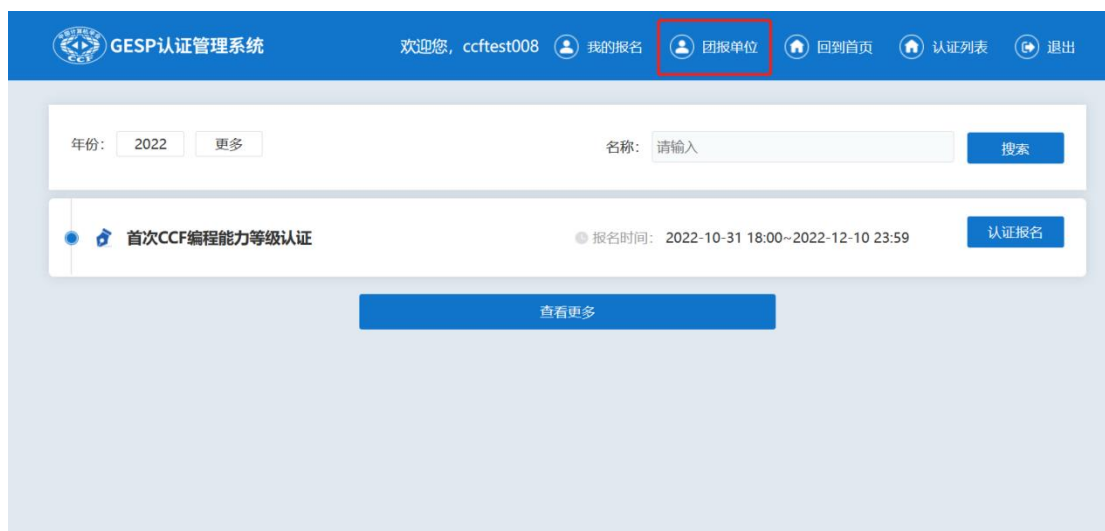 CCF
GESP认证管理系统 欢迎您，ccftest008 我的报名 团报单位 回到首页 认证列表 退出
年份： 2022 更多 名称： 请输入 搜索
首次CCF编程能力等级认证 报名时间： 2022-10-31 18:00~2022-12-10 23:59 认证报名
查看更多